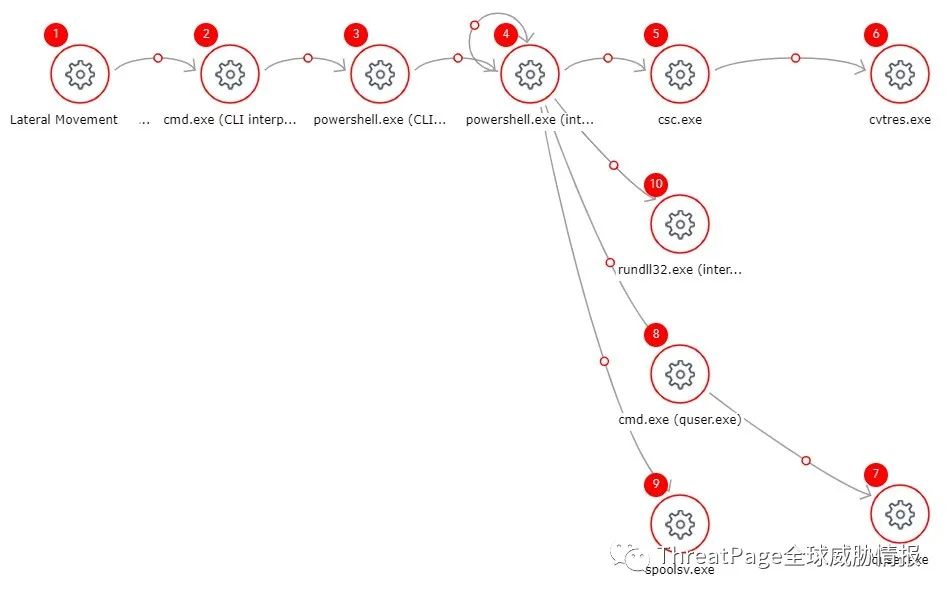 1
2
3
4
5
6
Lateral Movement ...
cmd.exe (CLI interp...
powershell.exe (CLI...
powershell.exe (int...
csc.exe
cvtres.exe
10
rundll32.exe (inter...
8
cmd.exe (quser.exe)
9
spoolsv.exe
7
ThreatPage全球威胁情报